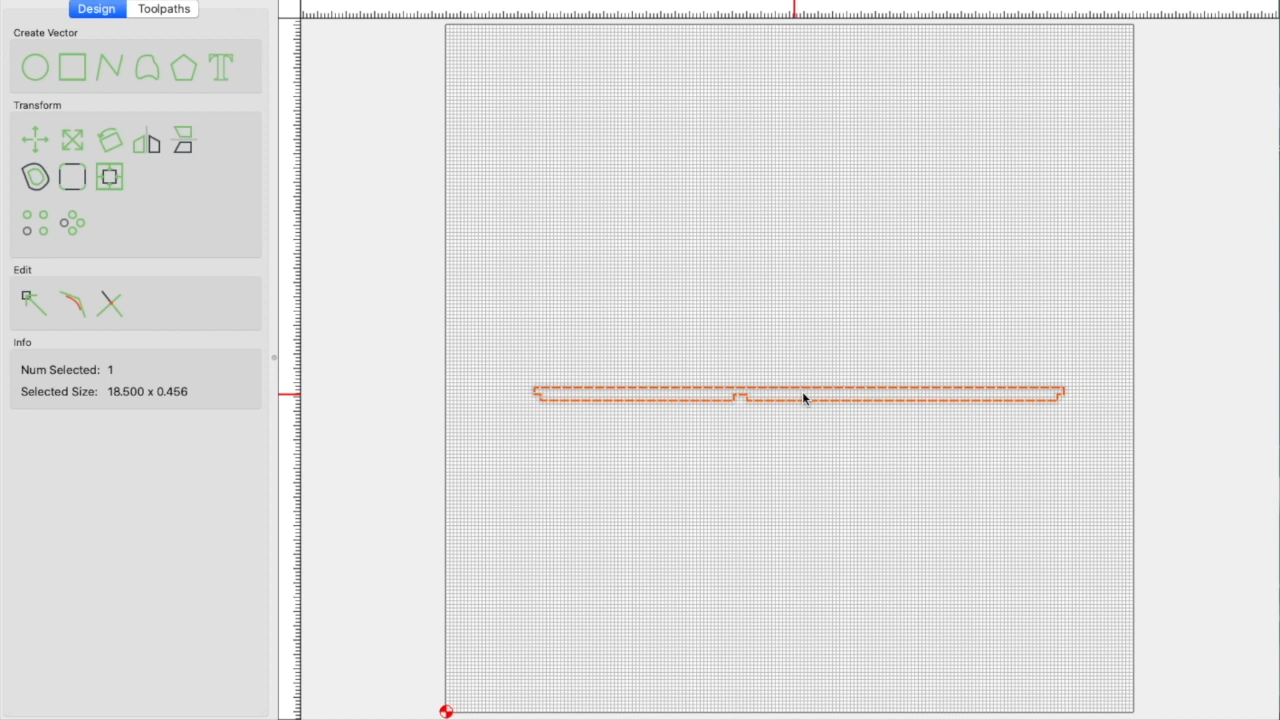 Design Toolpaths
Create Vector
T
Transform
Edit
Info
Num Selected: 1
Selected Size: 18.500 x 0.456